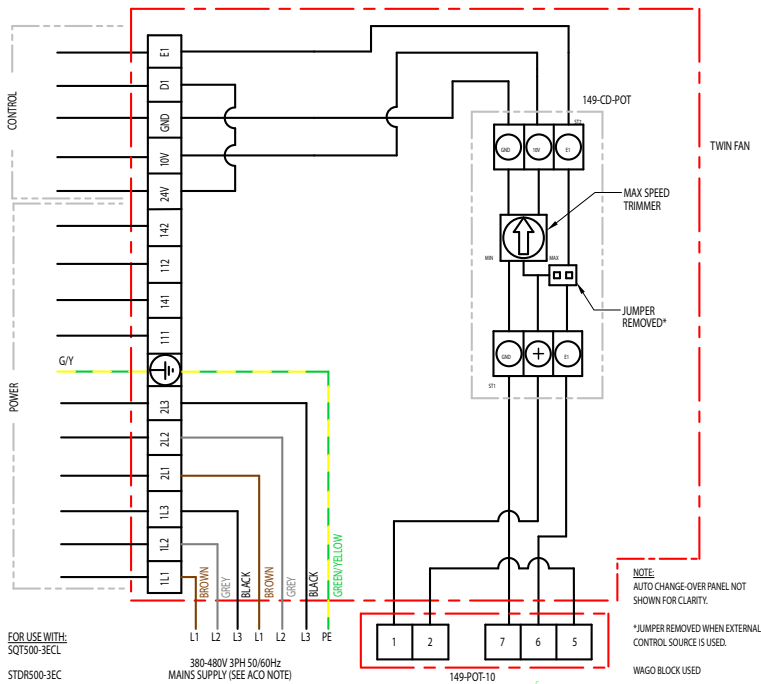 CONTROL
POWER
E1
D1
GND
10V
24V
142
112
141
111
2L3
2L2
2L1
1L3
1L2
1L1
G/Y
149-CD-POT
ST2
GND
10V
E1
MAX SPEED
TRIMMER
MIN
MAX
JUMPER
REMOVED*
GND
+
E1
ST1
TWIN FAN
BROWN
GREY
BLACK
BROWN
GREY
BLACK
GREEN/YELLOW
L1
L2
L3
L1
L2
L3
PE
380-480V 3PH 50/60Hz
MAINS SUPPLY (SEE ACO NOTE)
1
2
7
6
5
149-POT-10
FOR USE WITH:
SQT500-3ECL
STDR500-3EC
NOTE:
AUTO CHANGE-OVER PANEL NOT
SHOWN FOR CLARITY.
*JUMPER REMOVED WHEN EXTERNAL
CONTROL SOURCE IS USED.
WAGO BLOCK USED